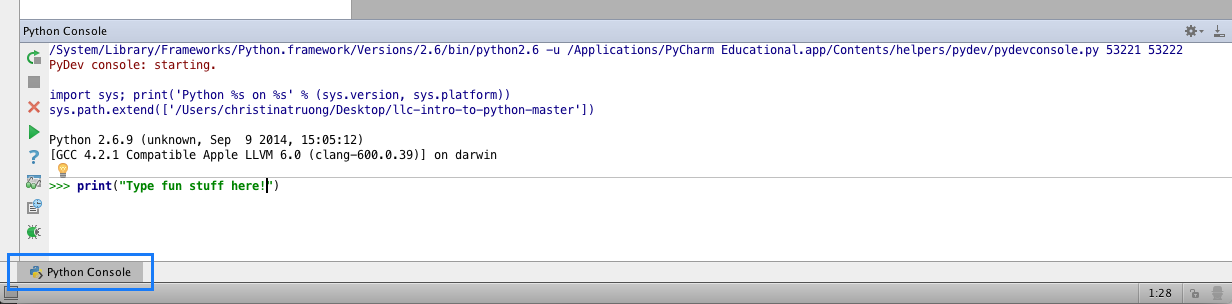 Python Console
/System/Library/Frameworks/Python.framework/Versions/2.6/bin/python2.6 -u /Applications/PyCharm Educational.app/Contents/helpers/pydev/pydevconsole.py 53221 53222
PyDev console: starting.
import sys; print('Python %s on %s' % (sys.version, sys.platform))
sys.path.extend(['/Users/christinatruong/Desktop/llc-intro-to-python-master'])
Python 2.6.9 (unknown, Sep  9 2014, 15:05:12)
[GCC 4.2.1 Compatible Apple LLVM 6.0 (clang-600.0.39)] on darwin
>>> print("Type fun stuff here!")
Python Console
1:28